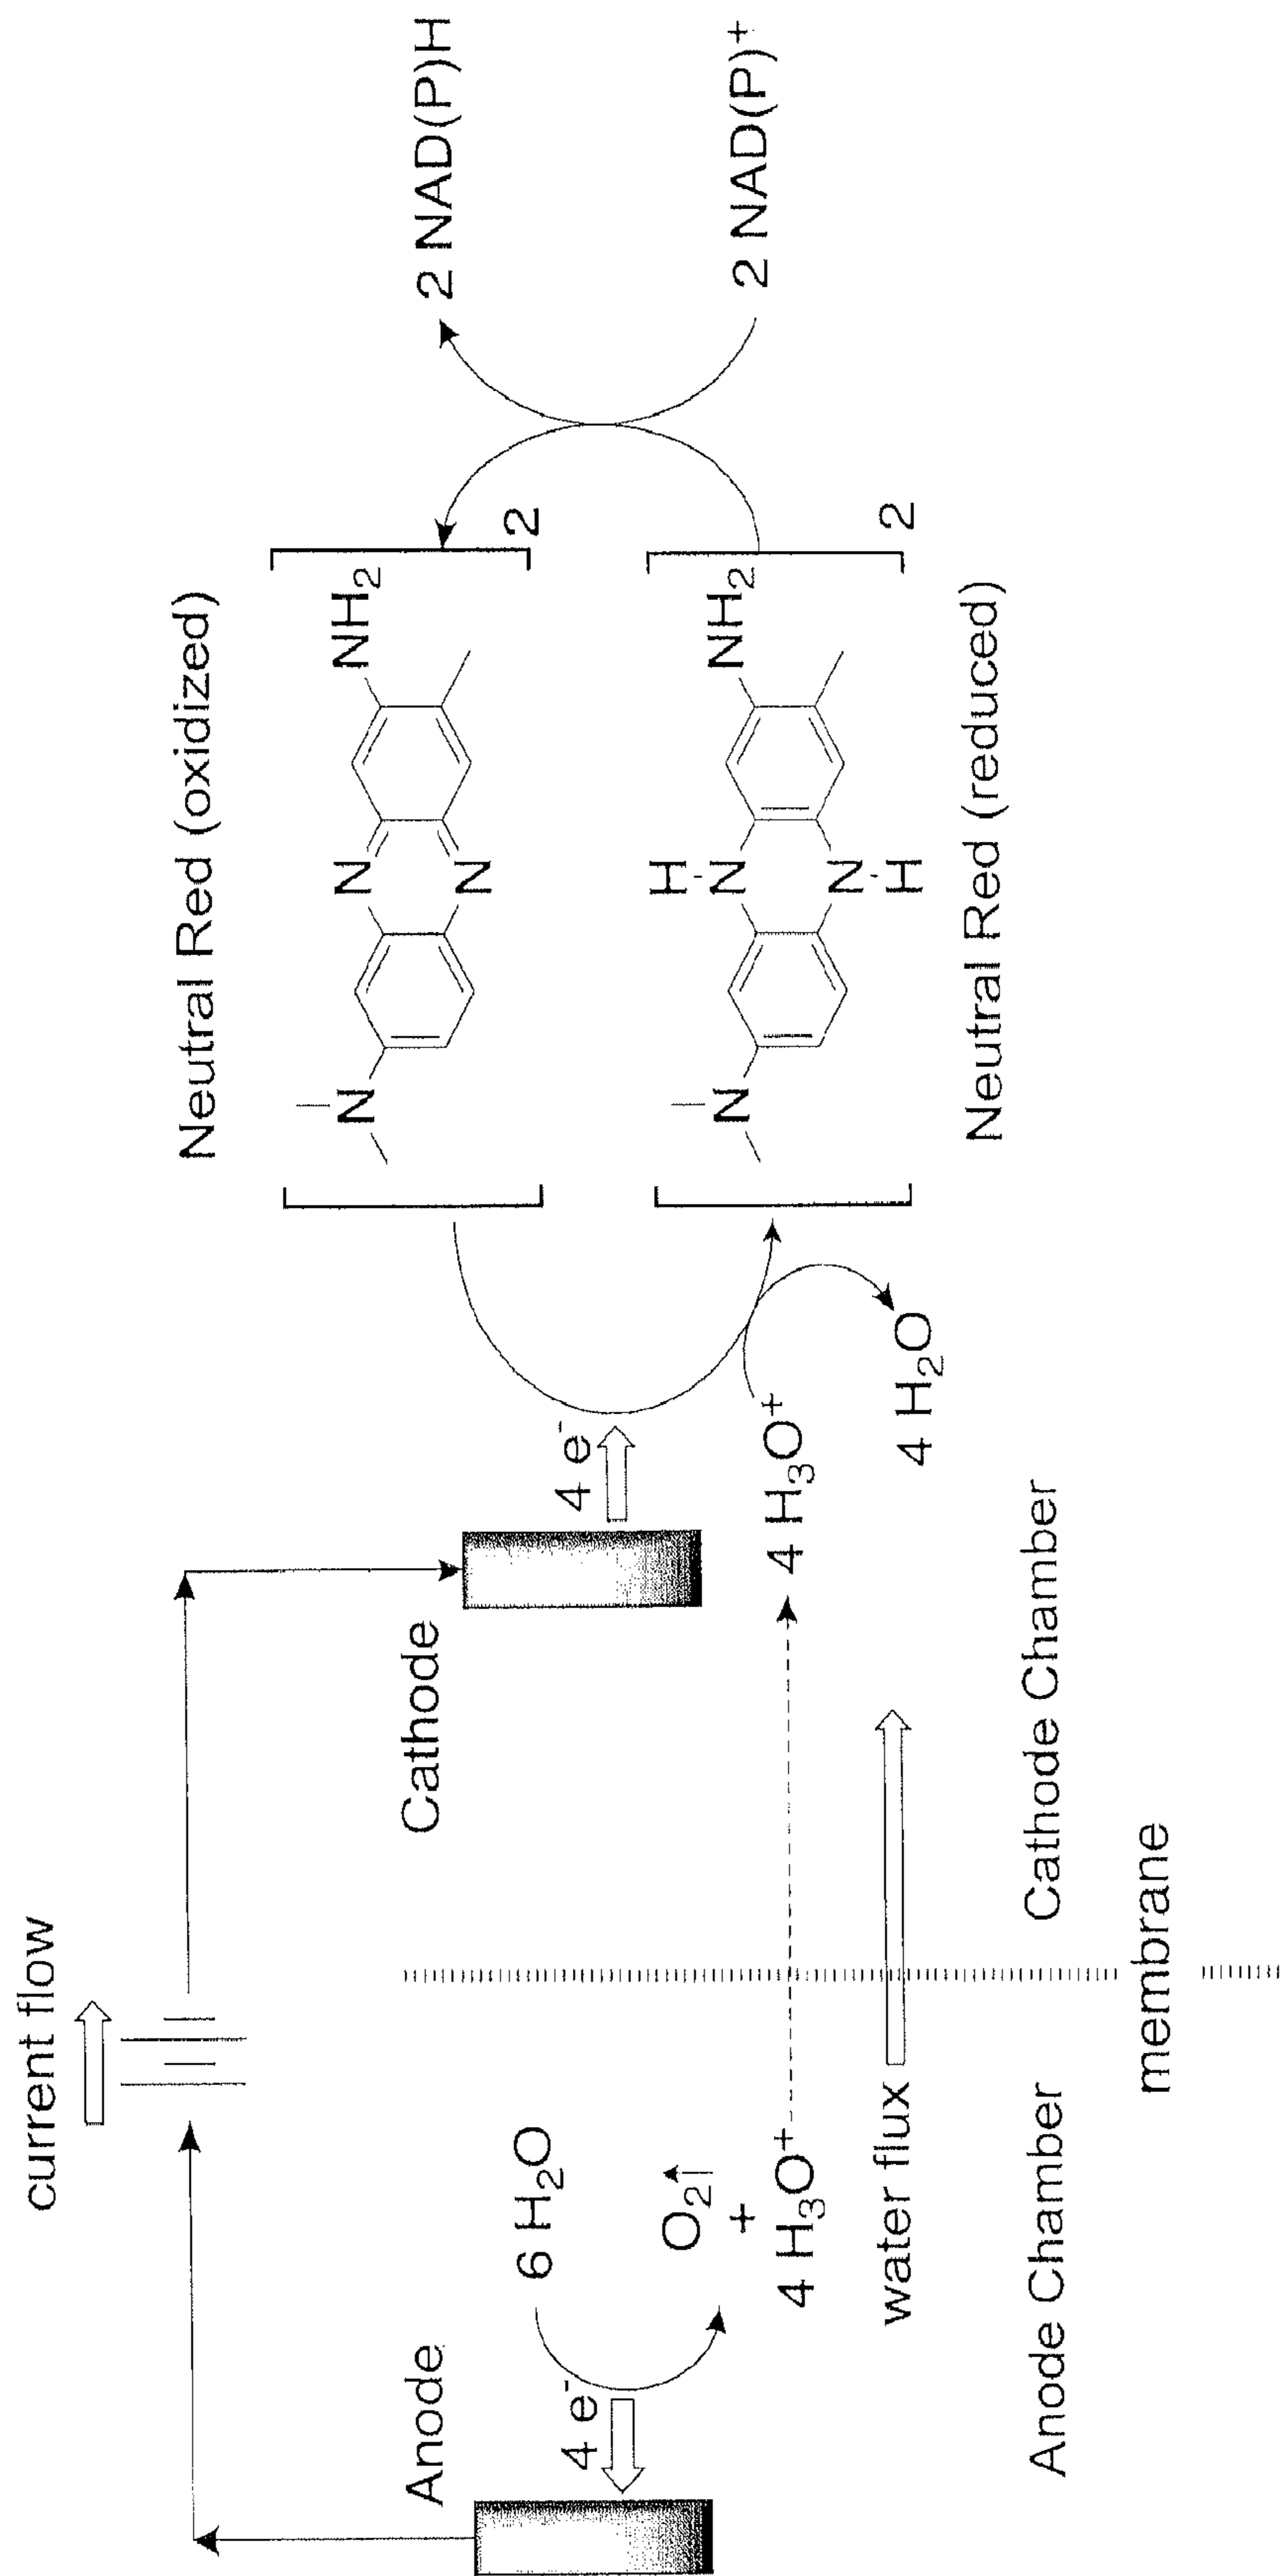 current flow
Anode
Cathode
Neutral Red (oxidized)
N
N
N
NH₂
2
2 NAD(P)H
6 H₂O
4 e⁻
4 e⁻
O₂↑
+
4 H₃O⁺
4 H₃O⁺
4 H₂O
H
N
N
N
H
NH₂
2
Neutral Red (reduced)
2 NAD(P)⁺
water flux
Anode Chamber
Cathode Chamber
membrane